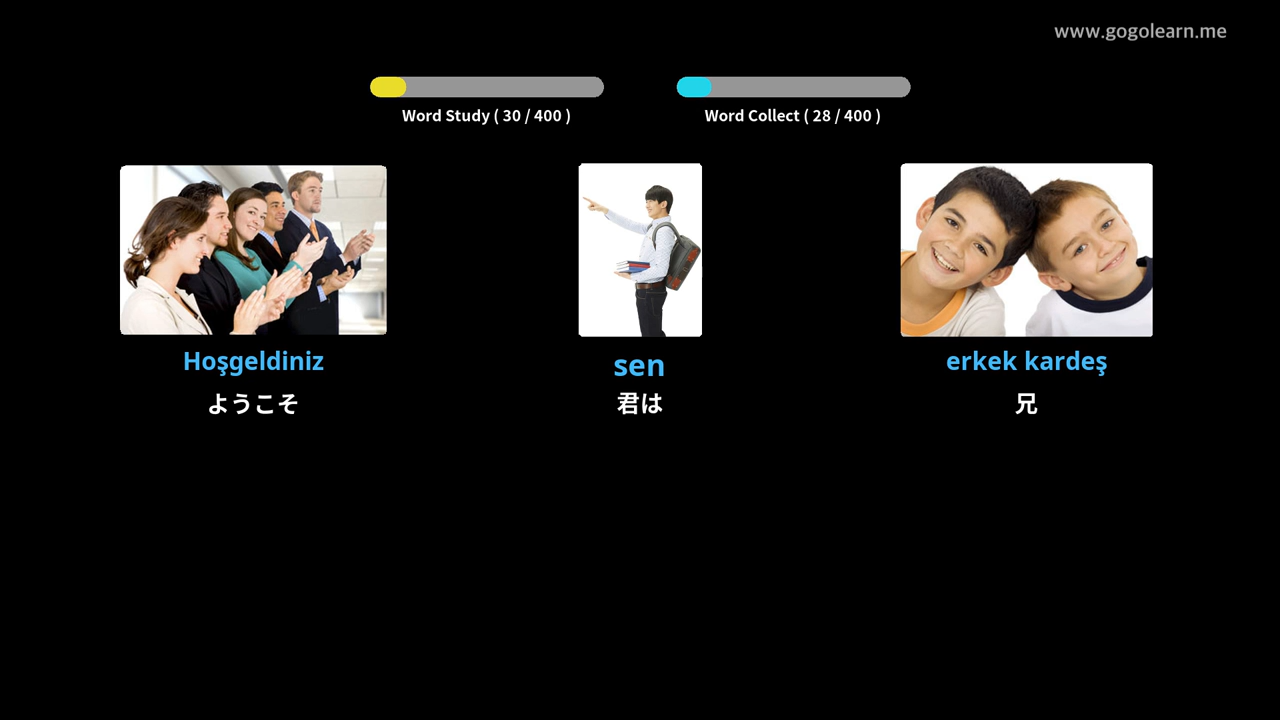 www.gogolearn.me
Word Study ( 30 / 400 )
Word Collect ( 28 / 400 )
Hoşgeldiniz
ようこそ
sen
君は
erkek kardeş
兄